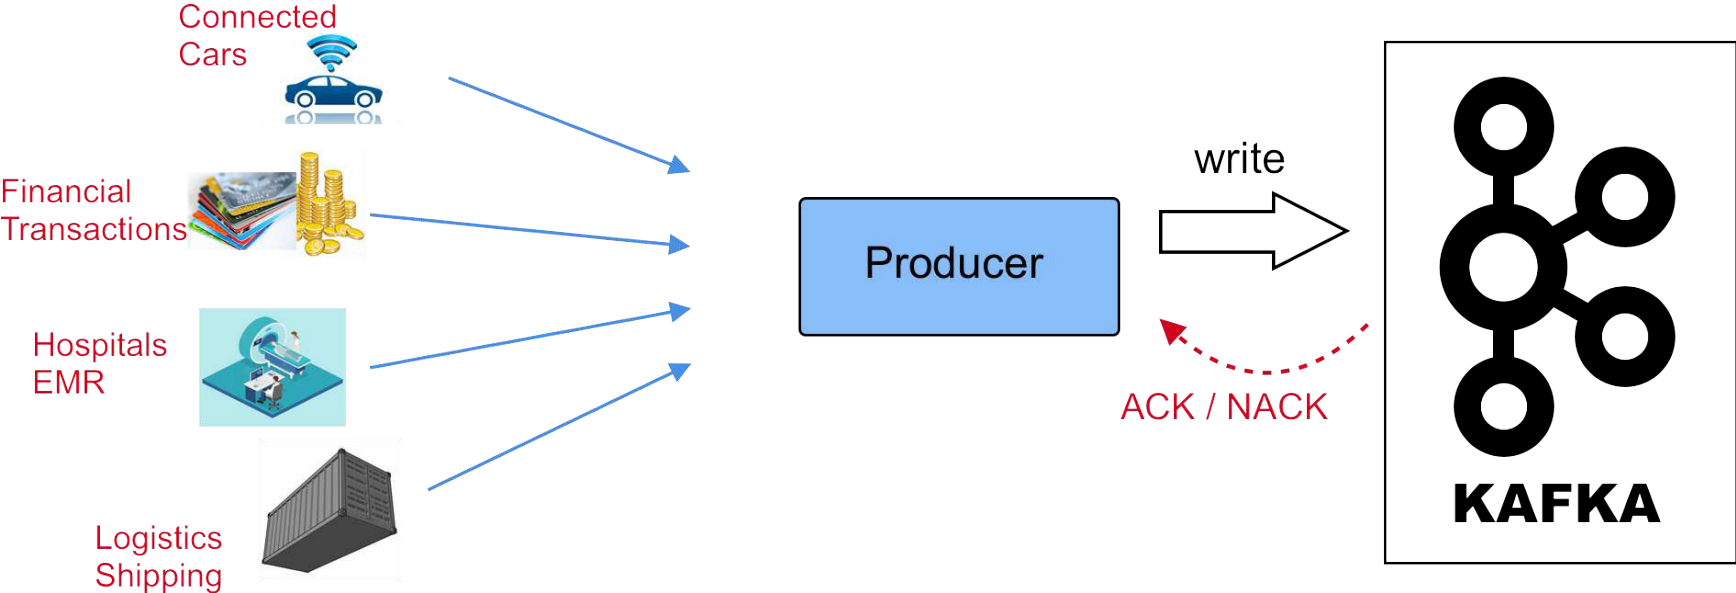 Connected
Cars
Financial
Transactions
Hospitals
EMR
Logistics
Shipping
Producer
write
ACK / NACK
KAFKA